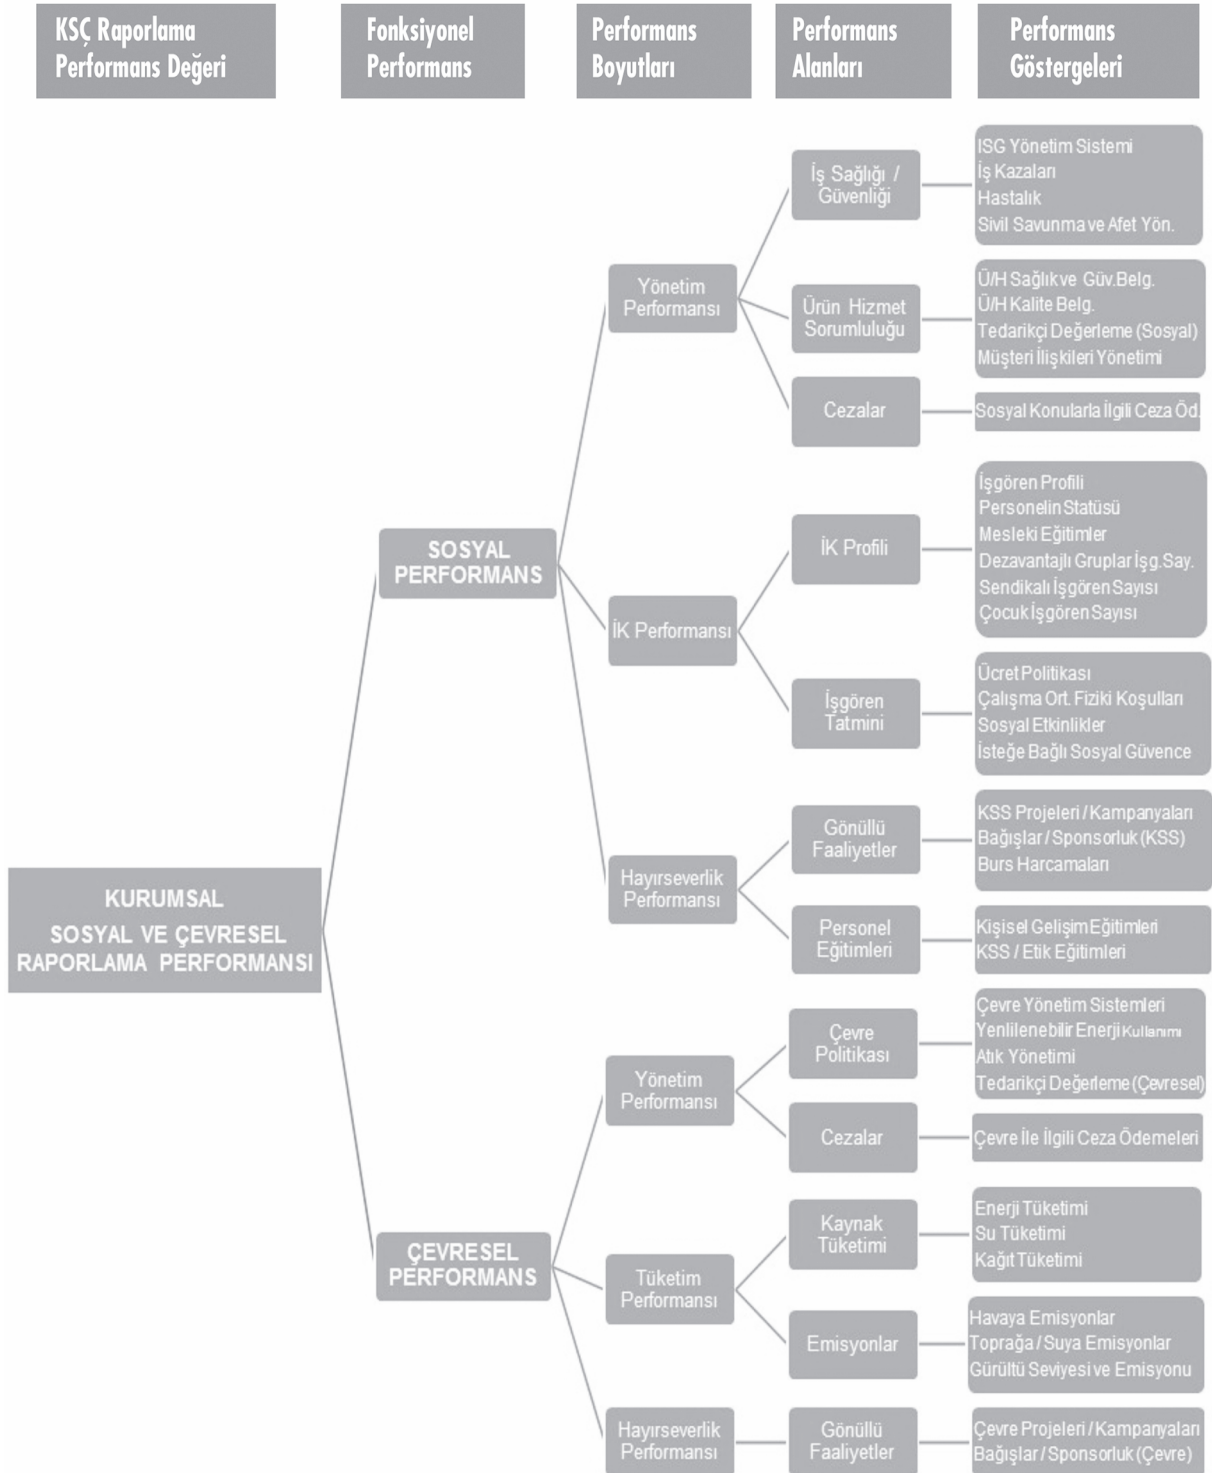 KSÇ Raporlama
Performans Değeri
Fonksiyonel
Performans
Performans
Boyutları
Performans
Alanları
Performans
Göstergeleri
KURUMSAL
SOSYAL VE ÇEVRESEL
RAPORLAMA PERFORMANSI
SOSYAL
PERFORMANS
Yönetim
Performansı
İş Sağlığı /
Güvenliği
ISG Yönetim Sistemi
İş Kazaları
Hastalık
Sivil Savunma ve Afet Yön.
Ürün Hizmet
Sorumluluğu
Ü/H Sağlık ve Güv.Belg.
Ü/H Kalite Belg.
Tedarikçi Değerleme (Sosyal)
Müşteri İlişkileri Yönetimi
Cezalar
Sosyal Konularla İlgili Ceza Öd.
İK Performansı
İK Profili
İşgören Profili
Personelin Statüsü
Mesleki Eğitimler
Dezavantajlı Gruplar İşg.Say.
Sendikalı İşgören Sayısı
Çocuk İşgören Sayısı
İşgören
Tatmini
Ücret Politikası
Çalışma Ort. Fiziki Koşulları
Sosyal Etkinlikler
İsteğe Bağlı Sosyal Güvence
Hayırseverlik
Performansı
Gönüllü
Faaliyetler
KSS Projeleri / Kampanyaları
Bağışlar / Sponsorluk (KSS)
Burs Harcamaları
Personel
Eğitimleri
Kişisel Gelişim Eğitimleri
KSS / Etik Eğitimleri
ÇEVRESEL
PERFORMANS
Yönetim
Performansı
Çevre
Politikası
Çevre Yönetim Sistemleri
Yenlilenebilir Enerji Kullanımı
Atık Yönetimi
Tedarikçi Değerleme (Çevresel)
Cezalar
Çevre İle İlgili Ceza Ödemeleri
Tüketim
Performansı
Kaynak
Tüketimi
Enerji Tüketimi
Su Tüketimi
Kağıt Tüketimi
Emisyonlar
Havaya Emisyonlar
Toprağa / Suya Emisyonlar
Gürültü Seviyesi ve Emisyonu
Hayırseverlik
Performansı
Gönüllü
Faaliyetler
Çevre Projeleri / Kampanyaları
Bağışlar / Sponsorluk (Çevre)